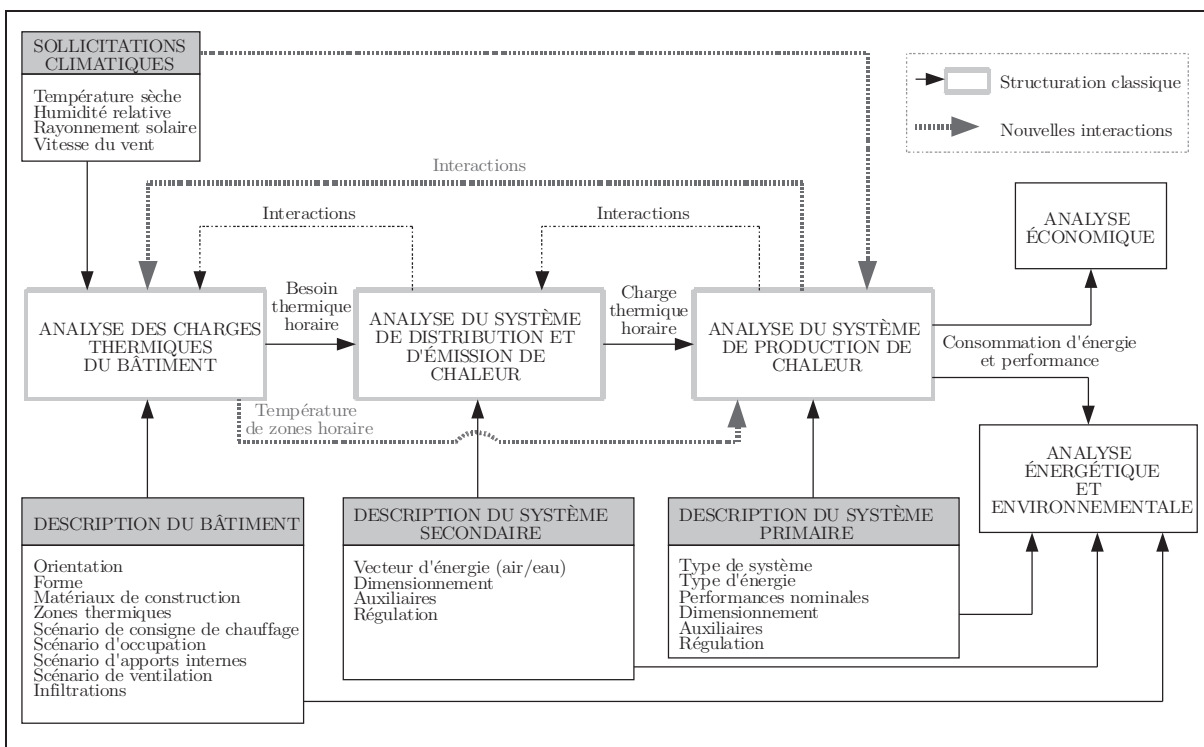 SOLLICITATIONS
CLIMATIQUES
Température sèche
Humidité relative
Rayonnement solaire
Vitesse du vent
Structuration classique
Nouvelles interactions
Interactions
Interactions
Interactions
ANALYSE
ÉCONOMIQUE
ANALYSE DES CHARGES
THERMIQUES
DU BÂTIMENT
Besoin
thermique
horaire
ANALYSE DU SYSTÈME
DE DISTRIBUTION ET
D'ÉMISSION DE
CHALEUR
Charge
thermique
horaire
ANALYSE DU SYSTÈME
DE PRODUCTION DE
CHALEUR
Consommation d'énergie
et performance
Température
de zones horaire
ANALYSE
ÉNERGÉTIQUE
ET
ENVIRONNEMENTALE
DESCRIPTION DU BÂTIMENT
Orientation
Forme
Matériaux de construction
Zones thermiques
Scénario de consigne de chauffage
Scénario d'occupation
Scénario d'apports internes
Scénario de ventilation
Infiltrations
DESCRIPTION DU SYSTÈME
SECONDAIRE
Vecteur d'énergie (air/eau)
Dimensionnement
Auxiliaires
Régulation
DESCRIPTION DU SYSTÈME
PRIMAIRE
Type de système
Type d'énergie
Performances nominales
Dimensionnement
Auxiliaires
Régulation